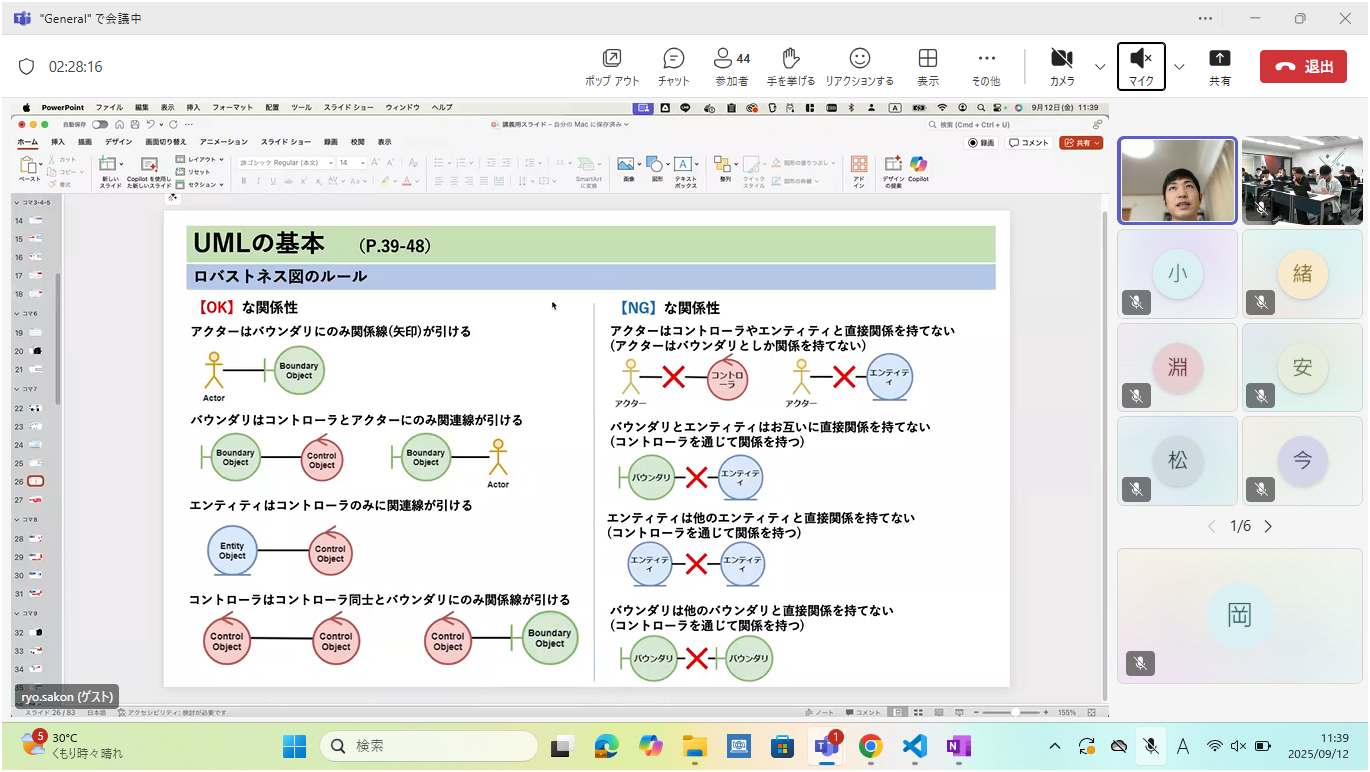 "General" で会議中
02:28:16
ポップ アウト
チャット
44
参加者
手を挙げる
リアクションする
表示
その他
カメラ
マイク
共有
退出
PowerPoint ファイル 編集 表示 挿入 フォーマット 配置 ツール スライド ショー ウィンドウ ヘルプ
9月12日(金) 11:39
自動保存
講義用スライド - 自分の Mac に保存済み
検索 (Cmd + Ctrl + U)
ホーム 挿入 描画 デザイン 画面切り替え アニメーション スライド ショー 録画 校閲 表示
録画
コメント
共有
ペースト
カット
コピー
書式
新しい
スライド
Copilot を使用し
た新しいスライド
レイアウト
リセット
セクション
游ゴシック Regular (本文)
14
SmartArt
に変換
画像
図形
テキスト
ボックス
整列
クイック
スタイル
図形の塗りつぶし
図形の枠線
アド
イン
デザイン
の提案
Copilot
コマ3-4-5
14
15
16
17
18
コマ6
19
20
21
コマ7
22
23
24
25
26
27
コマ8
28
29
30
31
コマ9
32
33
34
35
UMLの基本 (P.39-48)
ロバストネス図のルール
【OK】な関係性
アクターはバウンダリにのみ関係線(矢印)が引ける
Actor
Boundary
Object
バウンダリはコントローラとアクターにのみ関連線が引ける
Boundary
Object
Control
Object
Boundary
Object
Actor
エンティティはコントローラのみに関連線が引ける
Entity
Object
Control
Object
コントローラはコントローラ同士とバウンダリにのみ関係線が引ける
Control
Object
Control
Object
Control
Object
Boundary
Object
【NG】な関係性
アクターはコントローラやエンティティと直接関係を持てない
(アクターはバウンダリとしか関係を持てない)
アクター
コントロ
ーラ
アクター
エンティテ
ィ
バウンダリとエンティティはお互いに直接関係を持てない
(コントローラを通じて関係を持つ)
バウンダリ
エンティテ
ィ
エンティティは他のエンティティと直接関係を持てない
(コントローラを通じて関係を持つ)
エンティテ
ィ
エンティテ
ィ
バウンダリは他のバウンダリと直接関係を持てない
(コントローラを通じて関係を持つ)
バウンダリ
バウンダリ
ryo.sakon (ゲスト)
スライド 26 / 83
日本語
アクセシビリティ: 検討が必要です
ノート
コメント
155%
小
緒
淵
安
松
今
1/6
岡
5
30°C
くもり時々晴れ
検索
1
A
11:39
2025/09/12